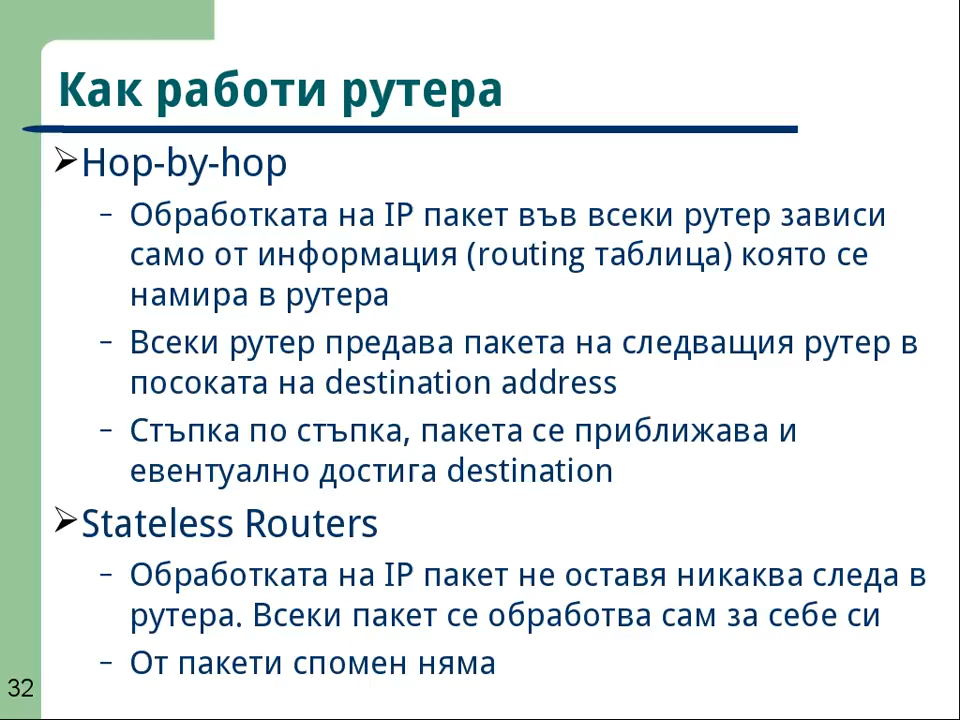 Как работи рутера
Hop-by-hop
– Обработката на IP пакет във всеки рутер зависи
само от информация (routing таблица) която се
намира в рутера
– Всеки рутер предава пакета на следващия рутер в
посоката на destination address
– Стъпка по стъпка, пакета се приближава и
евентуално достига destination
Stateless Routers
– Обработката на IP пакет не оставя никаква следа в
рутера. Всеки пакет се обработва сам за себе си
– От пакети спомен няма
32